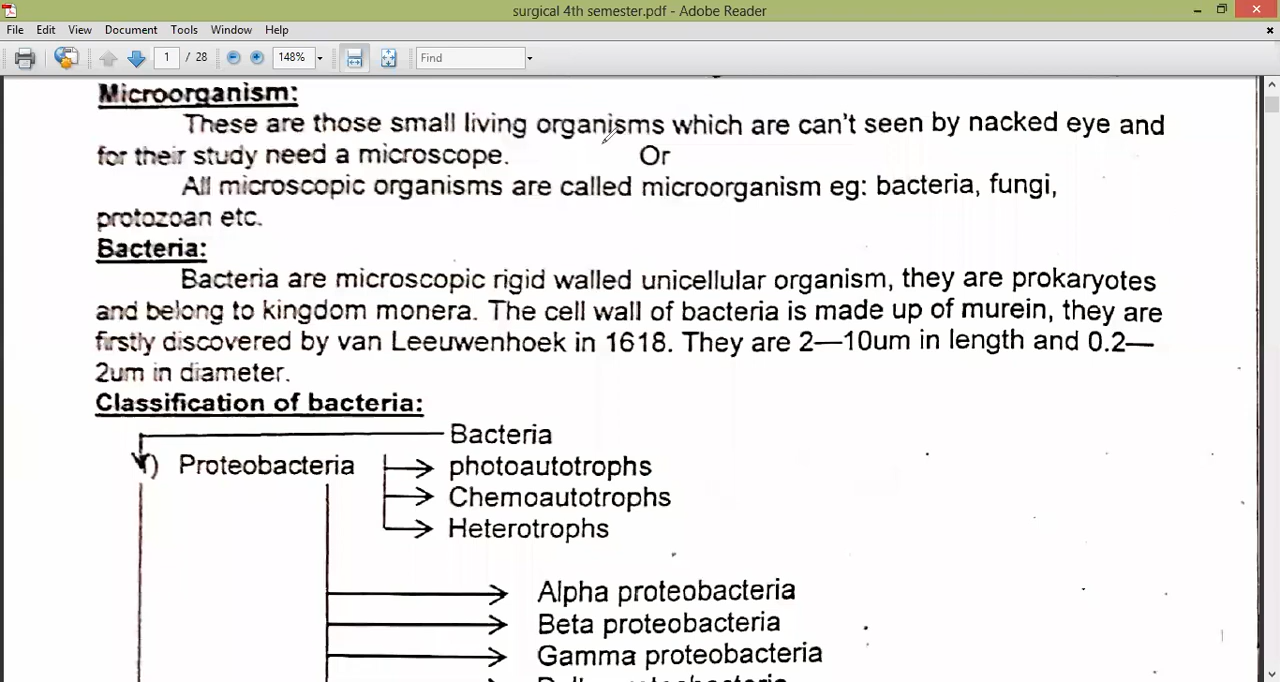 surgical 4th semester.pdf - Adobe Reader
File Edit View Document Tools Window Help
1 / 28 148% Find
Microorganism:
These are those small living organisms which are can't seen by nacked eye and
for their study need a microscope. Or
All microscopic organisms are called microorganism eg: bacteria, fungi,
protozoan etc.
Bacteria:
Bacteria are microscopic rigid walled unicellular organism, they are prokaryotes
and belong to kingdom monera. The cell wall of bacteria is made up of murein, they are
firstly discovered by van Leeuwenhoek in 1618. They are 2—10um in length and 0.2—
2um in diameter.
Classification of bacteria:
Bacteria
1) Proteobacteria photoautotrophs
Chemoautotrophs
Heterotrophs
Alpha proteobacteria
Beta proteobacteria
Gamma proteobacteria